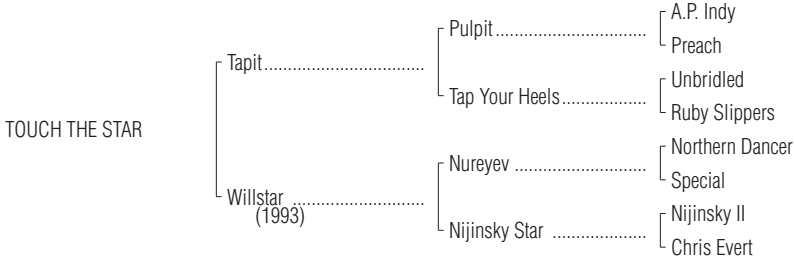 A.P. Indy
Pulpit..................................
Preach
Tapit....................................
Unbridled
Tap Your Heels...................
Ruby Slippers
TOUCH THE STAR
Northern Dancer
Nureyev ..............................
Special
Willstar ..............................
(1993)
Nijinsky II
Nijinsky Star .....................
Chris Evert